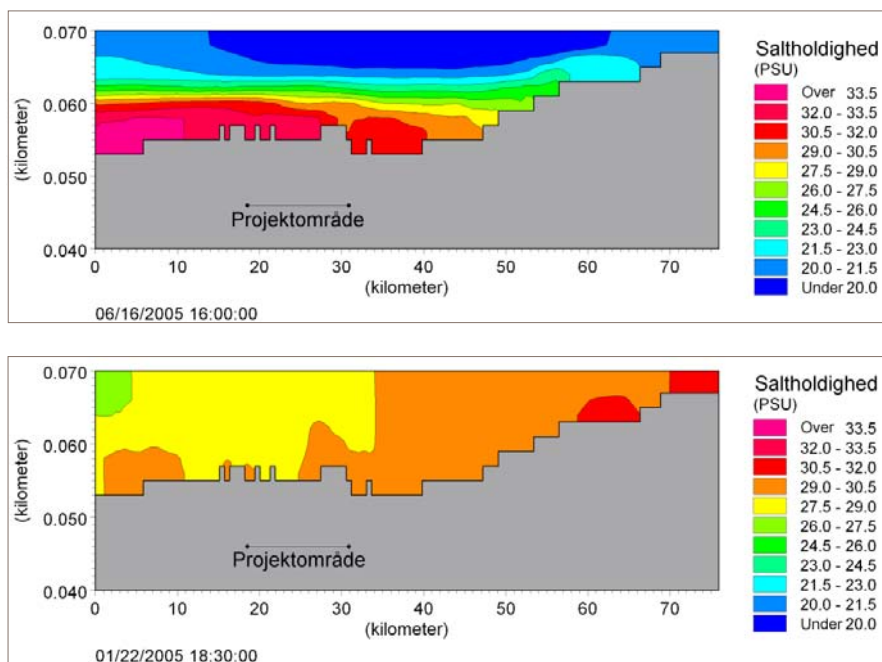 0.070
0.060
0.050
0.040
(kilometer)
Projektområde
0 10 20 30 40 50 60 70
(kilometer)
06/16/2005 16:00:00
Saltholdighed
(PSU)
Over 33.5
32.0 - 33.5
30.5 - 32.0
29.0 - 30.5
27.5 - 29.0
26.0 - 27.5
24.5 - 26.0
23.0 - 24.5
21.5 - 23.0
20.0 - 21.5
Under 20.0
0.070
0.060
0.050
0.040
(kilometer)
Projektområde
0 10 20 30 40 50 60 70
(kilometer)
01/22/2005 18:30:00
Saltholdighed
(PSU)
Over 33.5
32.0 - 33.5
30.5 - 32.0
29.0 - 30.5
27.5 - 29.0
26.0 - 27.5
24.5 - 26.0
23.0 - 24.5
21.5 - 23.0
20.0 - 21.5
Under 20.0